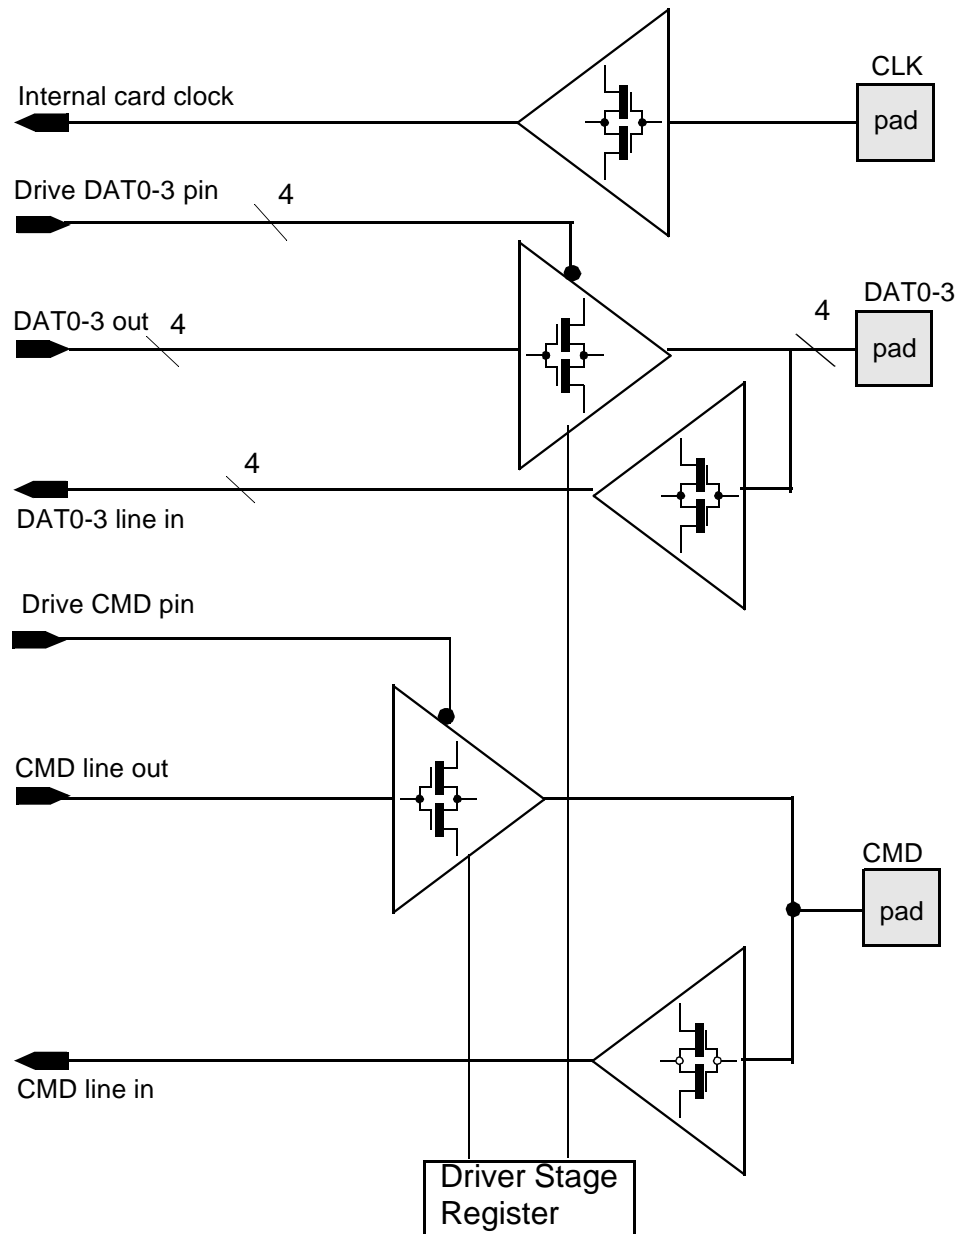 CLK
Internal card clock
pad
Drive DAT0-3 pin
4
DAT0-3
DAT0-3 out
4
4
pad
4
DAT0-3 line in
Drive CMD pin
CMD line out
CMD
pad
CMD line in
Driver Stage
Register